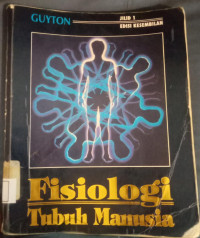 GUYTON
JILID 1
EDISI KESEMBILAN
Fisiologi
Tubuh Manusia